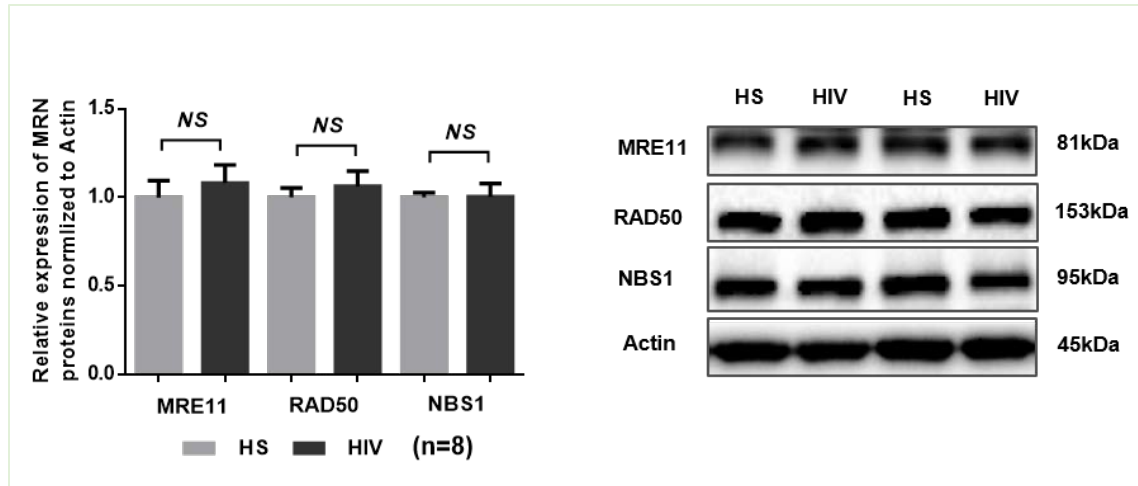 Relative expression of MRN
proteins normlized to Actin
1.5
1.0
0.5
0.0
NS
NS
NS
MRE11
RAD50
NBS1
HS
HIV
(n=8)
HS
HIV
HS
HIV
MRE11
81kDa
RAD50
153kDa
NBS1
95kDa
Actin
45kDa